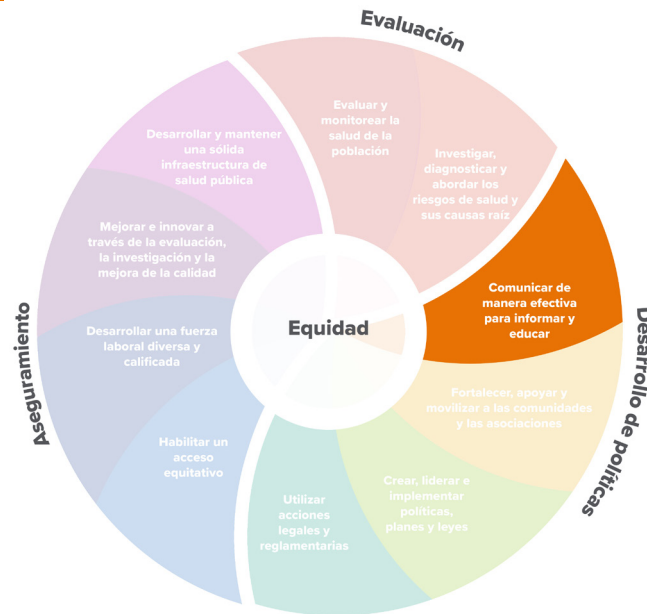 Evaluación
Evaluar y
monitorear la
salud de la
población
Investigar,
diagnosticar y
abordar los
riesgos de salud y
sus causas raíz
Desarrollo de políticas
Comunicar de
manera efectiva
para informar y
educar
Fortalecer, apoyar y
movilizar a las comunidades
y las asociaciones
Crear, liderar e
implementar
políticas,
planes y leyes
Utilizar
acciones
legales y
reglamentarias
Aseguramiento
Habilitar un
acceso
equitativo
Desarrollar una fuerza
laboral diversa y
calificada
Mejorar e innovar a
través de la evaluación,
la investigación y la
mejora de la calidad
Desarrollar y mantener
una sólida
infraestructura de
salud pública
Equidad